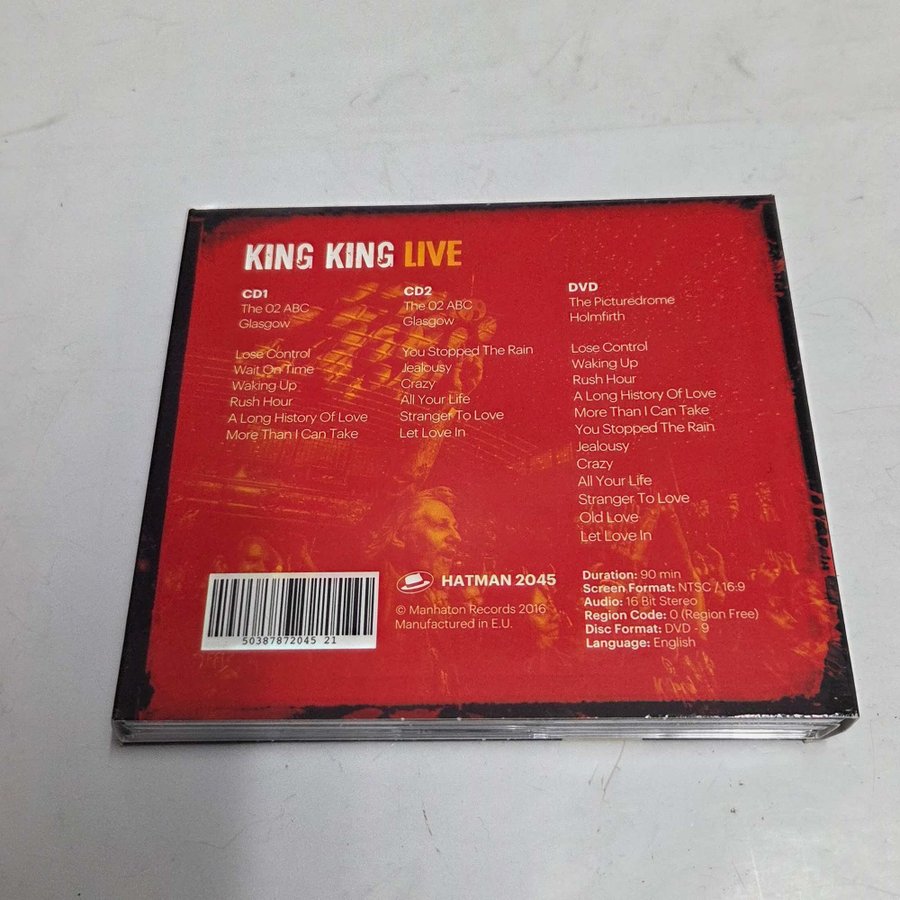 KING KING LIVE
CD1
The 02 ABC
Glasgow
Lose Control
Wait On Time
Waking Up
Rush Hour
A Long History Of Love
More Than I Can Take
CD2
The 02 ABC
Glasgow
You Stopped The Rain
Jealousy
Crazy
All Your Life
Stranger To Love
Let Love In
DVD
The Picturedrome
Holmfirth
Lose Control
Waking Up
Rush Hour
A Long History Of Love
More Than I Can Take
You Stopped The Rain
Jealousy
Crazy
All Your Life
Stranger To Love
Old Love
Let Love In
50387872045 21
HATMAN 2045
© Manhaton Records 2016
Manufactured in E.U.
Duration: 90 min
Screen Format: NTSC / 16:9
Audio: 16 Bit Stereo
Region Code: 0 (Region Free)
Disc Format: DVD - 9
Language: English